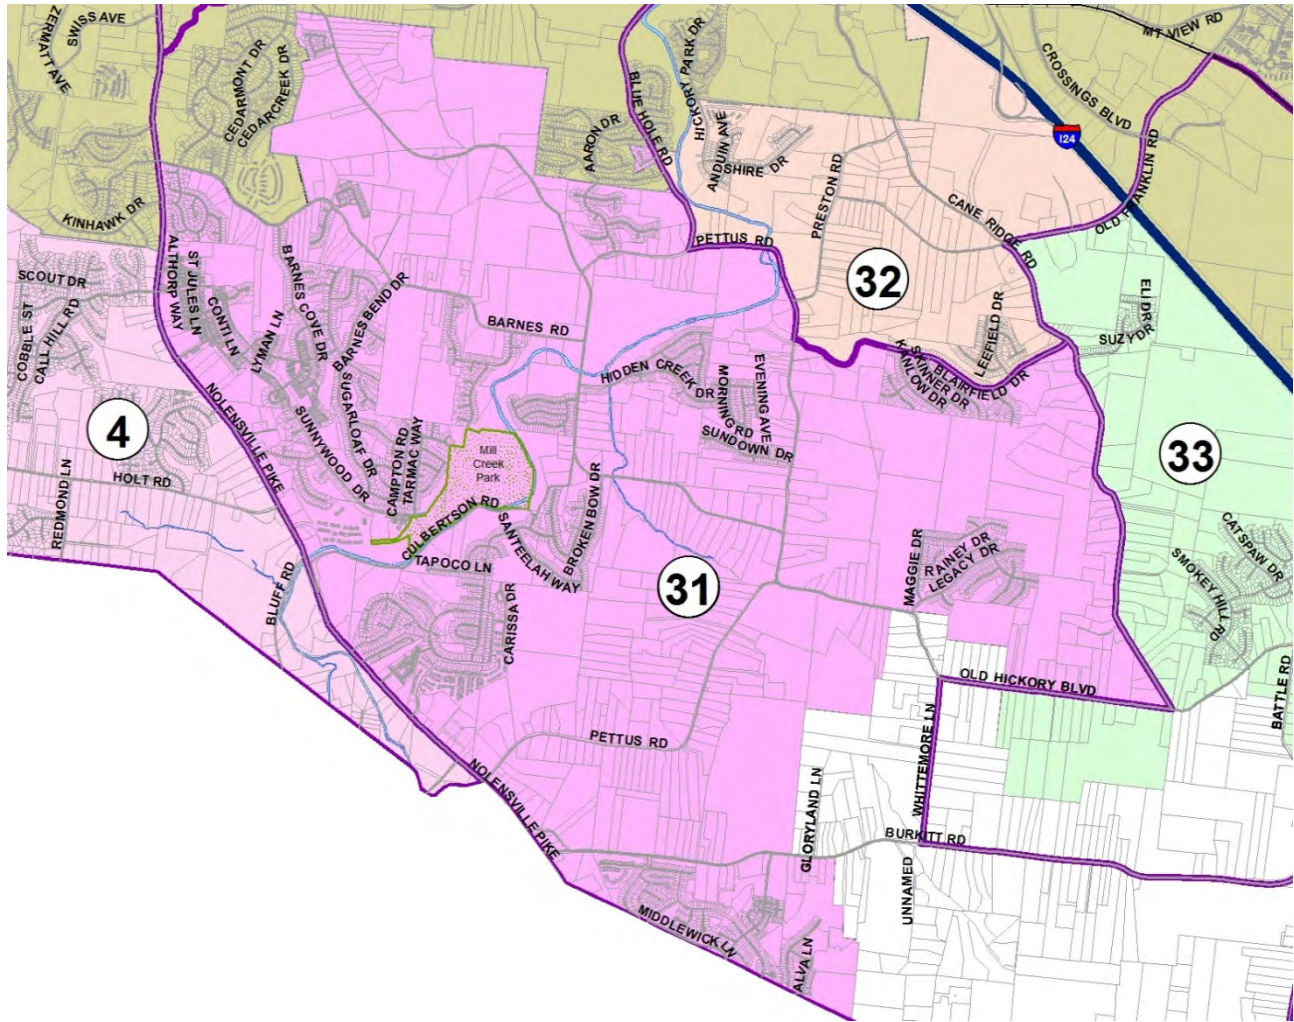 ZERMATT AVE
SWISS AVE
CEDARMONT DR
CEDARCREEK DR
AARON DR
BLUE HOLE RD
HICKORY PARK DR
ANDUIN AVE
SHIRE DR
MT VIEW RD
CROSSINGS BLVD
I24
OLD FRANKLIN RD
PRESTON RD
CANE RIDGE RD
PETTUS RD
KINHAWK DR
ALTHORP WAY
ST JULES LN
CONTI LN
LYMAN LN
BARNES COVE DR
BARNES BEND DR
SCOUT DR
COBBLE ST
CALL HILL RD
32
LEEFIELD DR
ELI DR
SUZY DR
BARNES RD
HIDDEN CREEK DR
MORNING RD
EVENING AVE
SUNDOWN DR
SKINNER DR
KANLOW DR
BLAIRFIELD DR
4
NOLENSVILLE PIKE
SUGARLOAF DR
SUNNYWOOD DR
CAMPTON RD
TARMAC WAY
Mill
Creek
Park
33
HOLT RD
REDMOND LN
CULBERTSON RD
SANTEELAH WAY
BROKEN BOW DR
TAPOCO LN
BLUFF RD
CARISSA DR
31
MAGGIE DR
RAINEY DR
LEGACY DR
CATSPAW DR
SMOKEY HILL RD
BATTLE RD
OLD HICKORY BLVD
WHITTEMORE LN
PETTUS RD
NOLENSVILLE PIKE
GLORYLAND LN
BURKITT RD
UNNAMED
MIDDLEWICK LN
ALVA LN